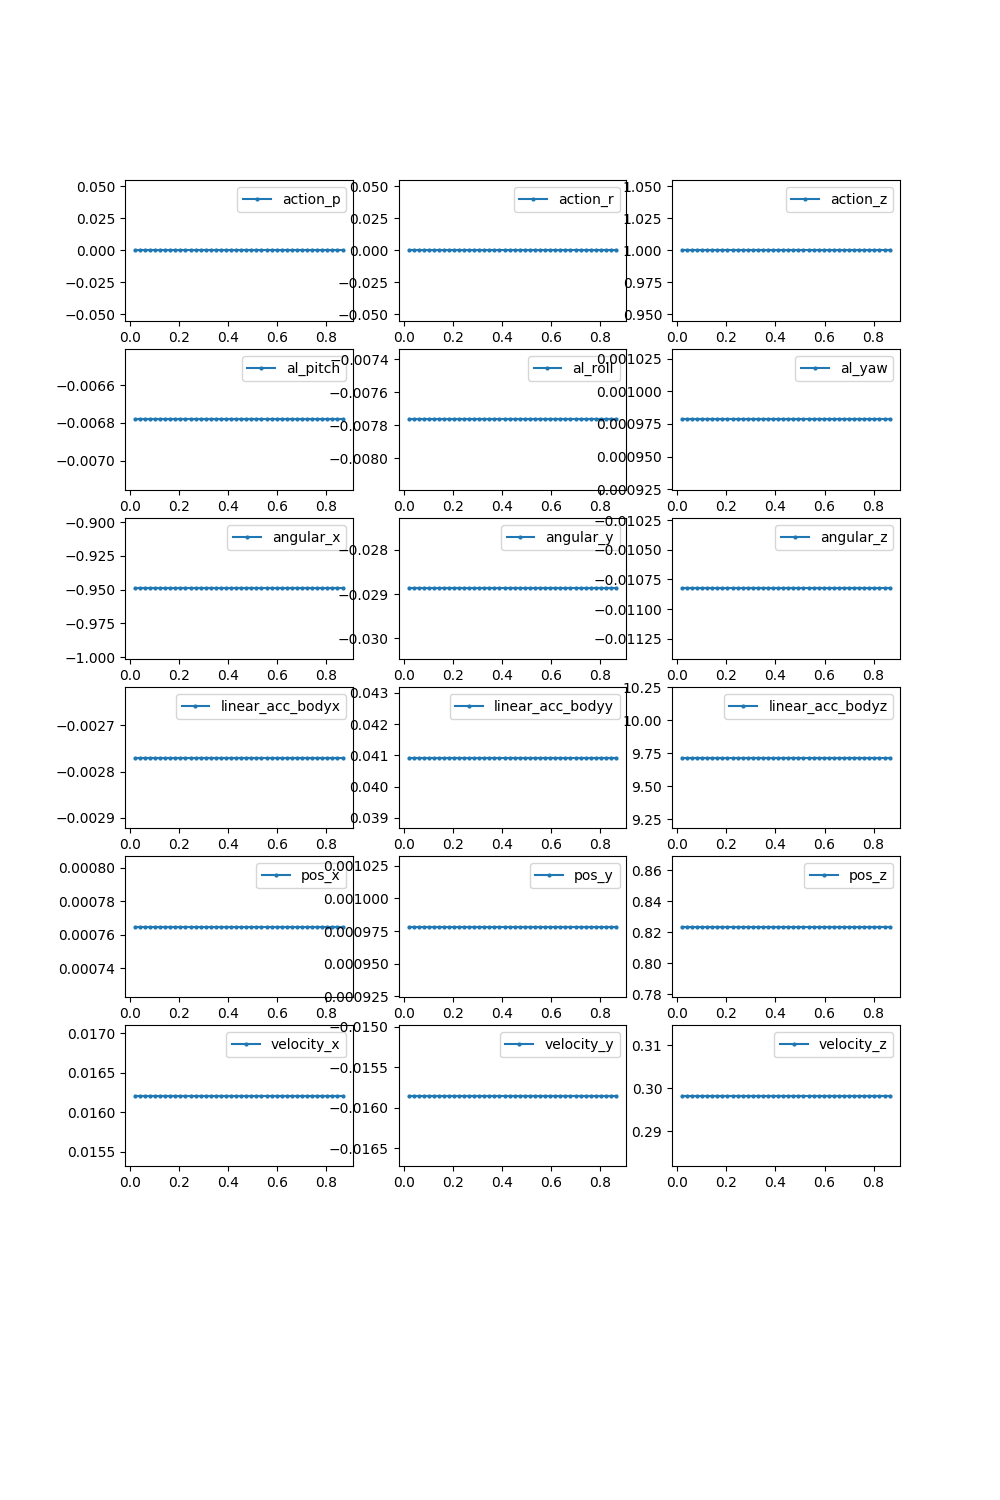 action_p
0.050
0.025
0.000
−0.025
−0.050
0.0 0.2 0.4 0.6 0.8
action_r
0.050
0.025
0.000
−0.025
−0.050
0.0 0.2 0.4 0.6 0.8
action_z
1.050
1.025
1.000
0.975
0.950
0.0 0.2 0.4 0.6 0.8
al_pitch
−0.0066
−0.0068
−0.0070
0.0 0.2 0.4 0.6 0.8
al_roll
−0.0074
−0.0076
−0.0078
−0.0080
0.0 0.2 0.4 0.6 0.8
al_yaw
0.001025
0.001000
0.000975
0.000950
0.000925
0.0 0.2 0.4 0.6 0.8
angular_x
−0.900
−0.925
−0.950
−0.975
−1.000
0.0 0.2 0.4 0.6 0.8
angular_y
−0.028
−0.029
−0.030
0.0 0.2 0.4 0.6 0.8
angular_z
−0.01025
−0.01050
−0.01075
−0.01100
−0.01125
0.0 0.2 0.4 0.6 0.8
linear_acc_bodyx
−0.0027
−0.0028
−0.0029
0.0 0.2 0.4 0.6 0.8
linear_acc_bodyy
0.043
0.042
0.041
0.040
0.039
0.0 0.2 0.4 0.6 0.8
linear_acc_bodyz
10.25
10.00
9.75
9.50
9.25
0.0 0.2 0.4 0.6 0.8
pos_x
0.00080
0.00078
0.00076
0.00074
0.0 0.2 0.4 0.6 0.8
pos_y
0.001025
0.001000
0.000975
0.000950
0.000925
0.0 0.2 0.4 0.6 0.8
pos_z
0.86
0.84
0.82
0.80
0.78
0.0 0.2 0.4 0.6 0.8
velocity_x
0.0170
0.0165
0.0160
0.0155
0.0 0.2 0.4 0.6 0.8
velocity_y
−0.0150
−0.0155
−0.0160
−0.0165
0.0 0.2 0.4 0.6 0.8
velocity_z
0.31
0.30
0.29
0.0 0.2 0.4 0.6 0.8